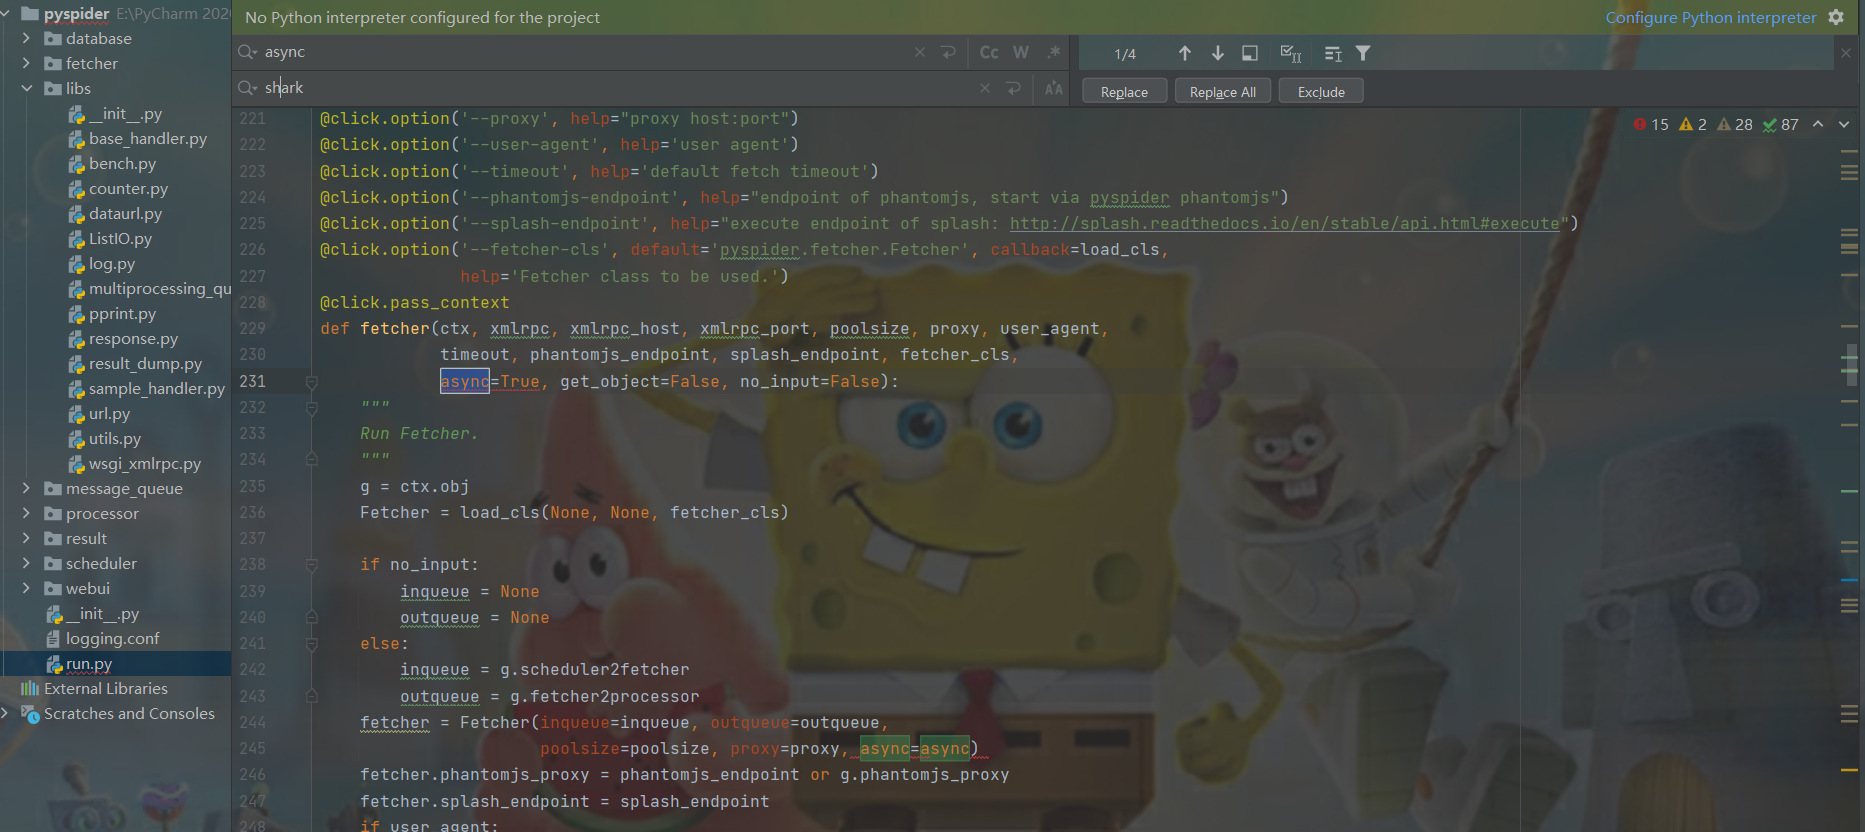 pyspider E:\PyCharm 202
database
fetcher
libs
__init__.py
base_handler.py
bench.py
counter.py
dataurl.py
ListIO.py
log.py
multiprocessing_qu
pprint.py
response.py
result_dump.py
sample_handler.py
url.py
utils.py
wsgi_xmlrpc.py
message_queue
processor
result
scheduler
webui
__init__.py
logging.conf
run.py
External Libraries
Scratches and Consoles
No Python interpreter configured for the project
Configure Python interpreter
async
Cc W .*
1/4
shark
Replace
Replace All
Exclude
15 2 28 87
221 @click.option('--proxy', help="proxy host:port")
222 @click.option('--user-agent', help='user agent')
223 @click.option('--timeout', help='default fetch timeout')
224 @click.option('--phantomjs-endpoint', help="endpoint of phantomjs, start via pyspider phantomjs")
225 @click.option('--splash-endpoint', help="execute endpoint of splash: http://splash.readthedocs.io/en/stable/api.html#execute")
226 @click.option('--fetcher-cls', default='pyspider.fetcher.Fetcher', callback=load_cls,
227 help='Fetcher class to be used.')
228 @click.pass_context
229 def fetcher(ctx, xmlrpc, xmlrpc_host, xmlrpc_port, poolsize, proxy, user_agent,
230 timeout, phantomjs_endpoint, splash_endpoint, fetcher_cls,
231 async=True, get_object=False, no_input=False):
232 """
233 Run Fetcher.
234 """
235 g = ctx.obj
236 Fetcher = load_cls(None, None, fetcher_cls)
237
238 if no_input:
239 inqueue = None
240 outqueue = None
241 else:
242 inqueue = g.scheduler2fetcher
243 outqueue = g.fetcher2processor
244 fetcher = Fetcher(inqueue=inqueue, outqueue=outqueue,
245 poolsize=poolsize, proxy=proxy, async=async)
246 fetcher.phantomjs_proxy = phantomjs_endpoint or g.phantomjs_proxy
247 fetcher.splash_endpoint = splash_endpoint
248 if user_agent: